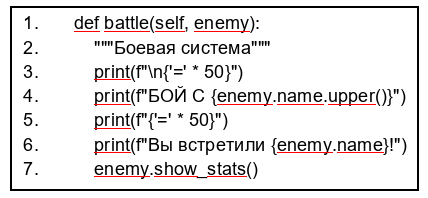 1. def battle(self, enemy):
2. """Боевая система"""
3. print(f"\n{'=' * 50}")
4. print(f"БОЙ С {enemy.name.upper()}")
5. print(f"{'=' * 50}")
6. print(f"Вы встретили {enemy.name}!")
7. enemy.show_stats()